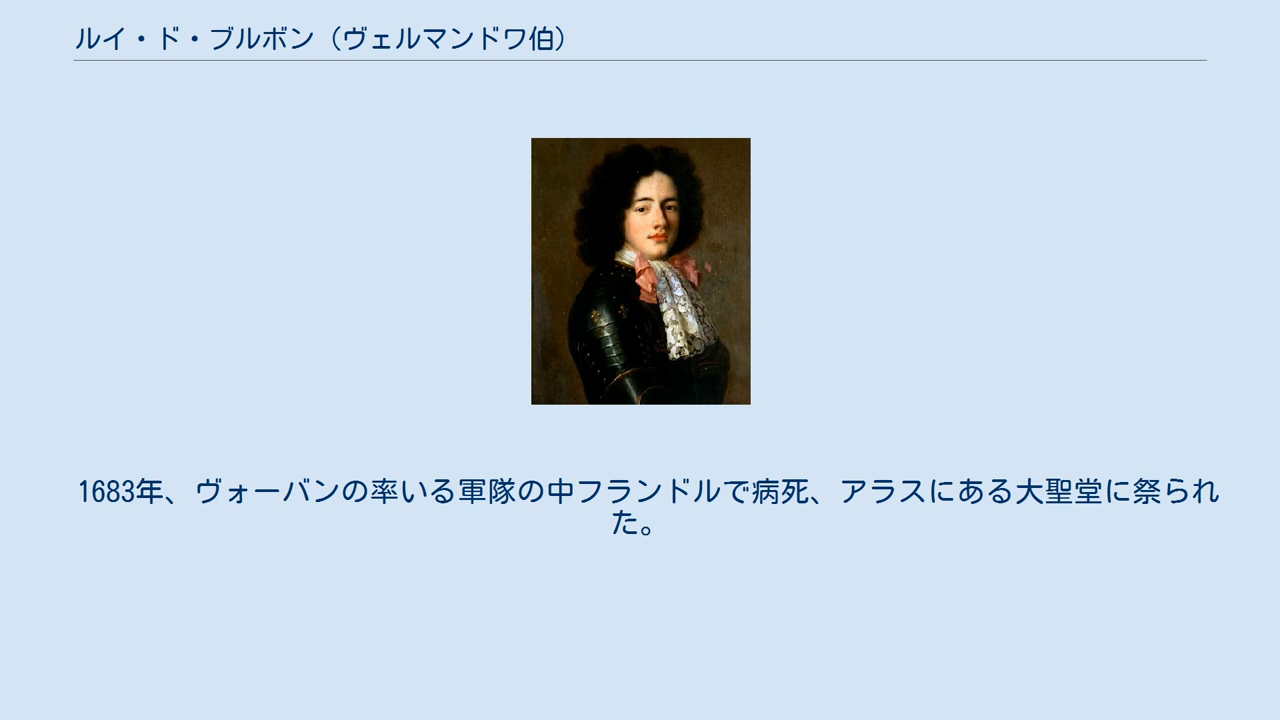 ルイ・ド・ブルボン（ヴェルマンドワ伯）
1683年、ヴォーバンの率いる軍隊の中フランドルで病死、アラスにある大聖堂に祭られ
た。